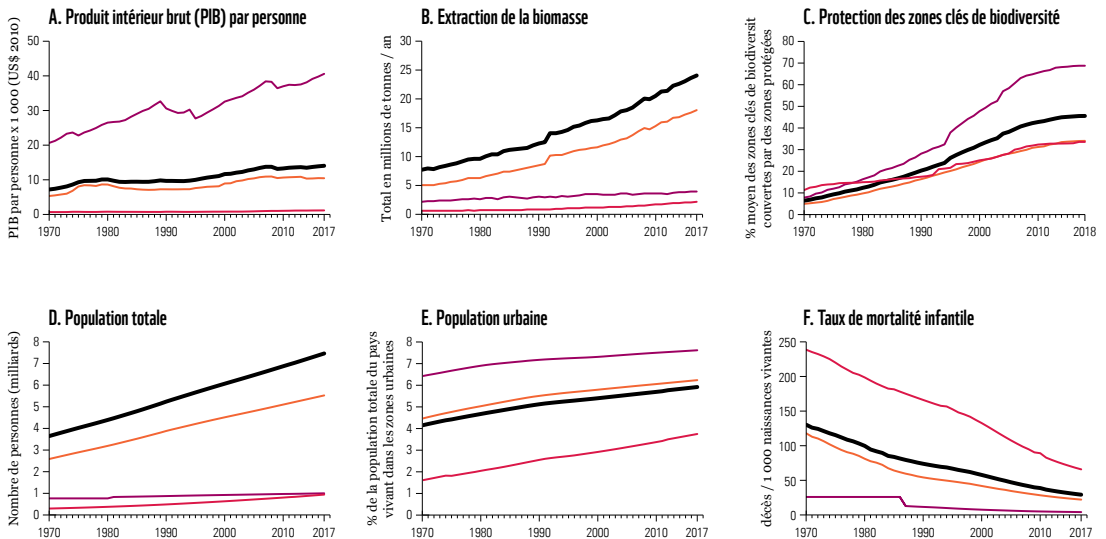 A. Produit intérieur brut (PIB) par personne
PIB par personne x 1 000 (US$ 2010)
50
40
30
20
10
0
1970 1980 1990 2000 2010 2017
B. Extraction de la biomasse
Total en millions de tonnes / an
30
25
20
15
10
5
0
1970 1980 1990 2000 2010 2017
C. Protection des zones clés de biodiversité
% moyen des zones clés de biodiversit
couvertes par des zones protégées
80
70
60
50
40
30
20
10
0
1970 1980 1990 2000 2010 2018
D. Population totale
Nombre de personnes (milliards)
8
7
6
5
4
3
2
1
0
1970 1980 1990 2000 2010 2017
E. Population urbaine
% de la population totale du pays
vivant dans les zones urbaines
8
7
6
5
4
3
2
1
0
1970 1980 1990 2000 2010 2017
F. Taux de mortalité infantile
décès / 1 000 naissances vivantes
250
200
150
100
50
0
1970 1980 1990 2000 2010 2017